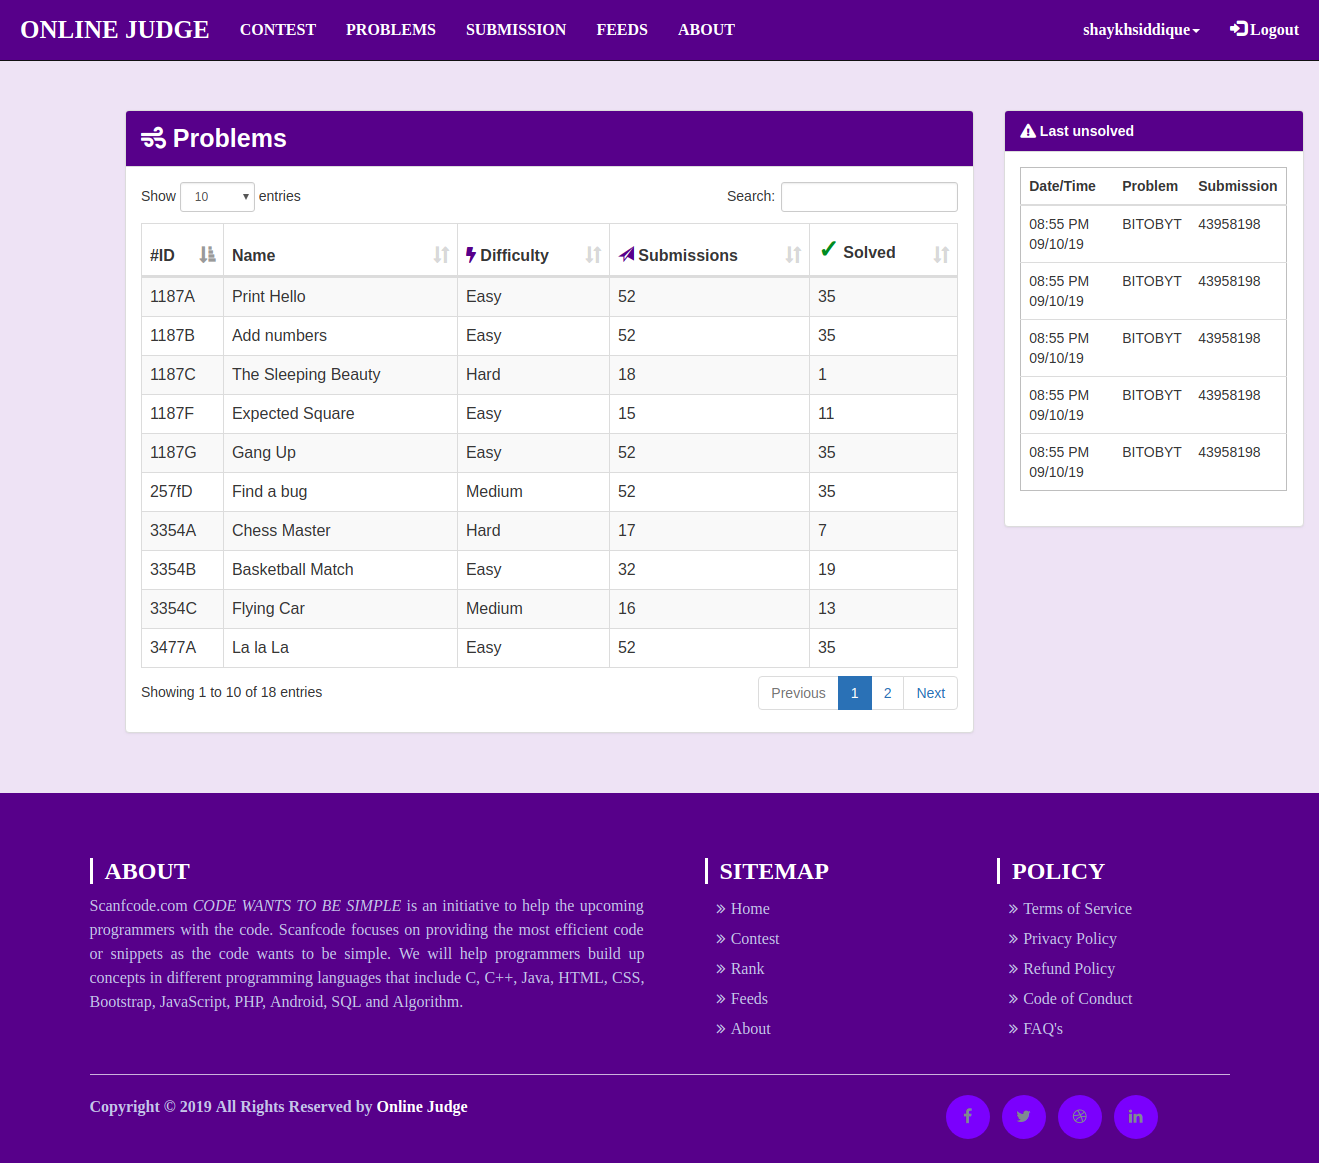 ONLINE JUDGE CONTEST PROBLEMS SUBMISSION FEEDS ABOUT shaykhsiddique Logout
Problems
Show 10 entries Search:
#ID Name Difficulty Submissions Solved
1187A Print Hello Easy 52 35
1187B Add numbers Easy 52 35
1187C The Sleeping Beauty Hard 18 1
1187F Expected Square Easy 15 11
1187G Gang Up Easy 52 35
257fD Find a bug Medium 52 35
3354A Chess Master Hard 17 7
3354B Basketball Match Easy 32 19
3354C Flying Car Medium 16 13
3477A La la La Easy 52 35
Showing 1 to 10 of 18 entries Previous 1 2 Next
Last unsolved
Date/Time Problem Submission
08:55 PM BITOBYT 43958198
09/10/19
08:55 PM BITOBYT 43958198
09/10/19
08:55 PM BITOBYT 43958198
09/10/19
08:55 PM BITOBYT 43958198
09/10/19
08:55 PM BITOBYT 43958198
09/10/19
ABOUT
Scanfcode.com CODE WANTS TO BE SIMPLE is an initiative to help the upcoming
programmers with the code. Scanfcode focuses on providing the most efficient code
or snippets as the code wants to be simple. We will help programmers build up
concepts in different programming languages that include C, C++, Java, HTML, CSS,
Bootstrap, JavaScript, PHP, Android, SQL and Algorithm.
SITEMAP
Home
Contest
Rank
Feeds
About
POLICY
Terms of Service
Privacy Policy
Refund Policy
Code of Conduct
FAQ's
Copyright © 2019 All Rights Reserved by Online Judge